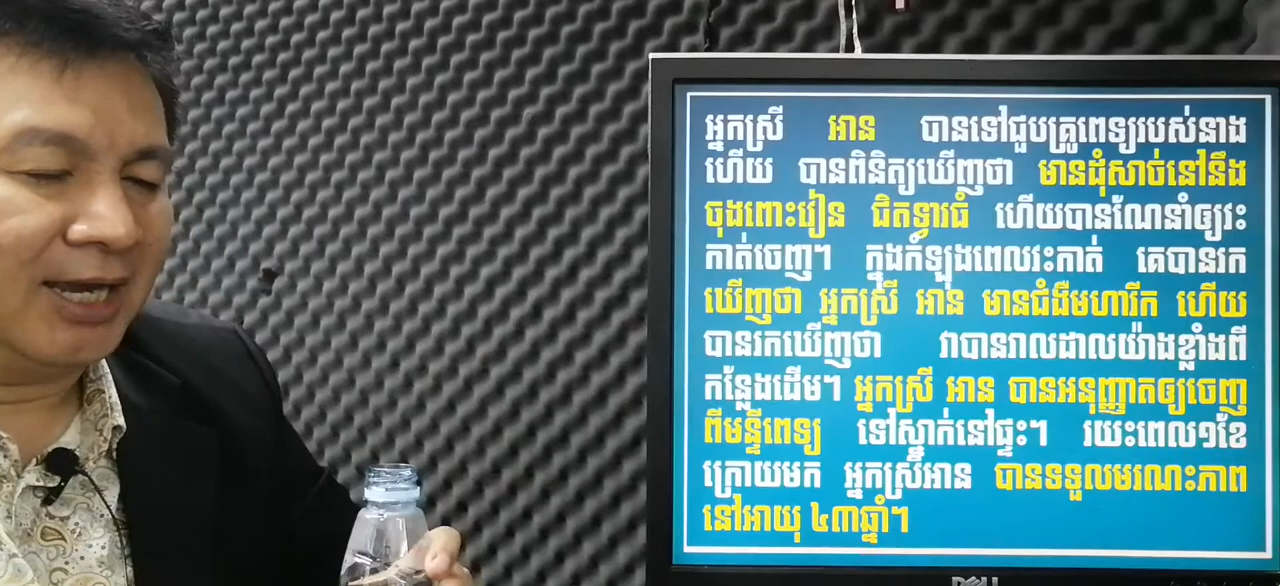 អ្នកស្រី អាន បានទៅជួបគ្រូពេទ្យរបស់នាង
ហើយ បានពិនិត្យឃើញថា មានដុំសាច់នៅនឹង
ចុងពោះវៀន ជិតទ្វារធំ ហើយបានណែនាំឲ្យវះ
កាត់ចេញ។ ក្នុងកំឡុងពេលវះកាត់ គេបានរក
ឃើញថា អ្នកស្រី អាន មានជំងឺមហារីក ហើយ
បានរកឃើញថា វាបានរាលដាលយ៉ាងខ្លាំងពី
កន្លែងដើម។ អ្នកស្រី អាន បានអនុញ្ញាតឲ្យចេញ
ពីមន្ទីពេទ្យ ទៅស្នាក់នៅផ្ទះ។ រយះពេល១ខែ
ក្រោយមក អ្នកស្រីអាន បានទទួលមរណះភាព
នៅអាយុ ៤៣ឆ្នាំ។